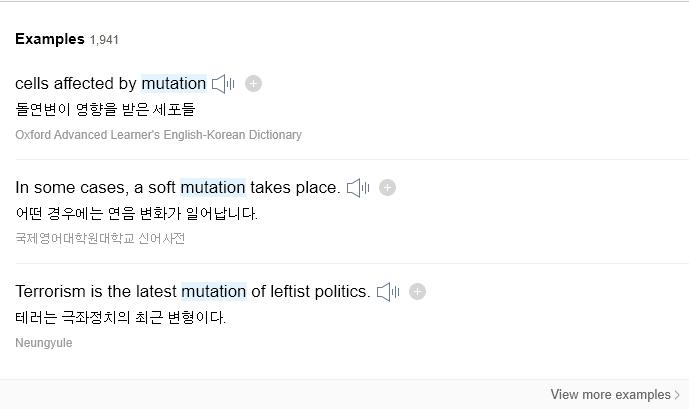 Examples 1,941
cells affected by mutation
돌연변이 영향을 받은 세포들
Oxford Advanced Learner's English-Korean Dictionary
In some cases, a soft mutation takes place.
어떤 경우에는 연음 변화가 일어납니다.
국제영어대학원대학교 신어사전
Terrorism is the latest mutation of leftist politics.
테러는 극좌정치의 최근 변형이다.
Neungyule
View more examples